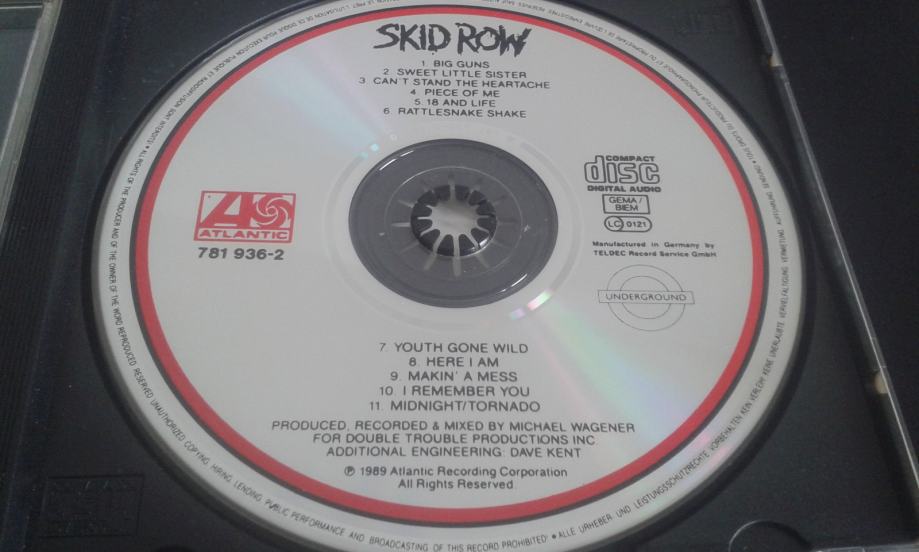 SKID ROW
1. BIG GUNS
2 SWEET LITTLE SISTER
3 CAN'T STAND THE HEARTACHE
4 PIECE OF ME
5. 18 AND LIFE
6 RATTLESNAKE SHAKE
ATLANTIC
781 936-2
COMPACT
disc
DIGITAL AUDIO
GEMA/
BIEM
LC 0121
Manufactured in Germany by
TELDEC Record Service GmbH
UNDERGROUND
7. YOUTH GONE WILD
8. HERE I AM
9. MAKIN' A MESS
10. I REMEMBER YOU
11. MIDNIGHT/TORNADO
PRODUCED, RECORDED & MIXED BY MICHAEL WAGENER
FOR DOUBLE TROUBLE PRODUCTIONS INC.
ADDITIONAL ENGINEERING: DAVE KENT
℗ 1989 Atlantic Recording Corporation
All Rights Reserved.
ALL RIGHTS OF THE PRODUCER AND OF THE OWNER OF THE WORK REPRODUCED RESERVED. UNAUTHORIZED COPYING, HIRING, LENDING, PUBLIC PERFORMANCE AND BROADCASTING OF THIS RECORD PROHIBITED! • ALLE URHEBER- UND LEISTUNGSSCHUTZRECHTE VORBEHALTEN. KEIN VERLEIH! KEINE UNERLAUBTE VERVIELFÄLTIGUNG, VERMIETUNG, AUFFÜHRUNG,